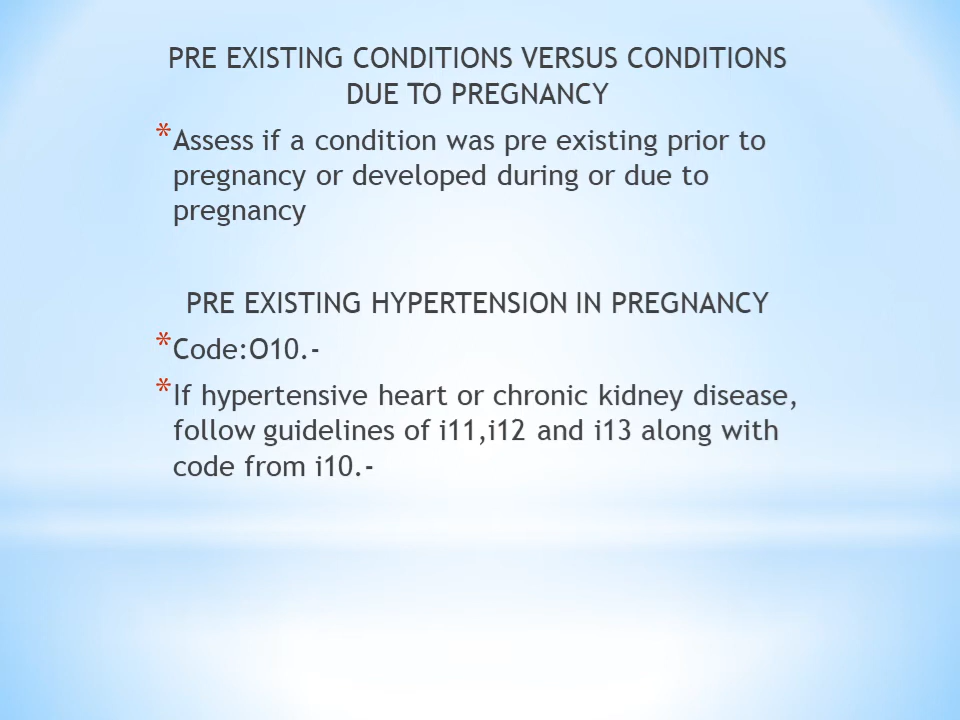 PRE EXISTING CONDITIONS VERSUS CONDITIONS
DUE TO PREGNANCY
*Assess if a condition was pre existing prior to
pregnancy or developed during or due to
pregnancy
PRE EXISTING HYPERTENSION IN PREGNANCY
*Code:O10.-
*If hypertensive heart or chronic kidney disease,
follow guidelines of i11,i12 and i13 along with
code from i10.-